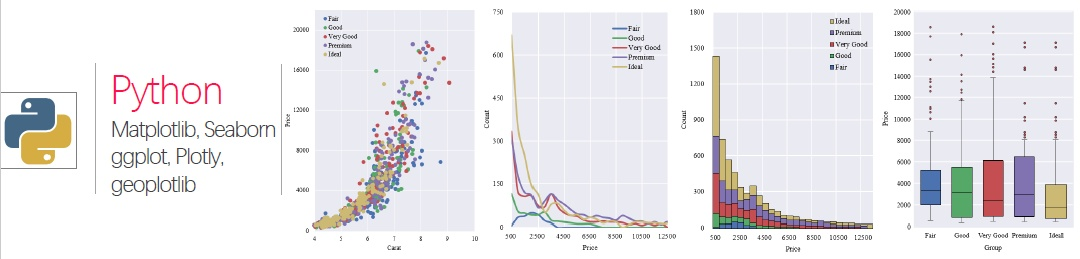 Python
Matplotlib, Seaborn
ggplot, Plotly,
geoplotlib
Fair
Good
Very Good
Premium
Ideal
Price
20000
16000
12000
8000
4000
0
4 5 6 7 8 9 10
Carat
Fair
Good
Very Good
Premium
Ideal
Count
750
600
450
300
150
0
500 2500 4500 6500 8500 10500 12500
Price
Ideal
Premium
Very Good
Good
Fair
Count
1800
1500
1200
900
600
300
0
500 2500 4500 6500 8500 10500 12500
Price
Price
20000
18000
16000
14000
12000
10000
8000
6000
4000
2000
0
Fair Good Very Good Premium Ideal
Group